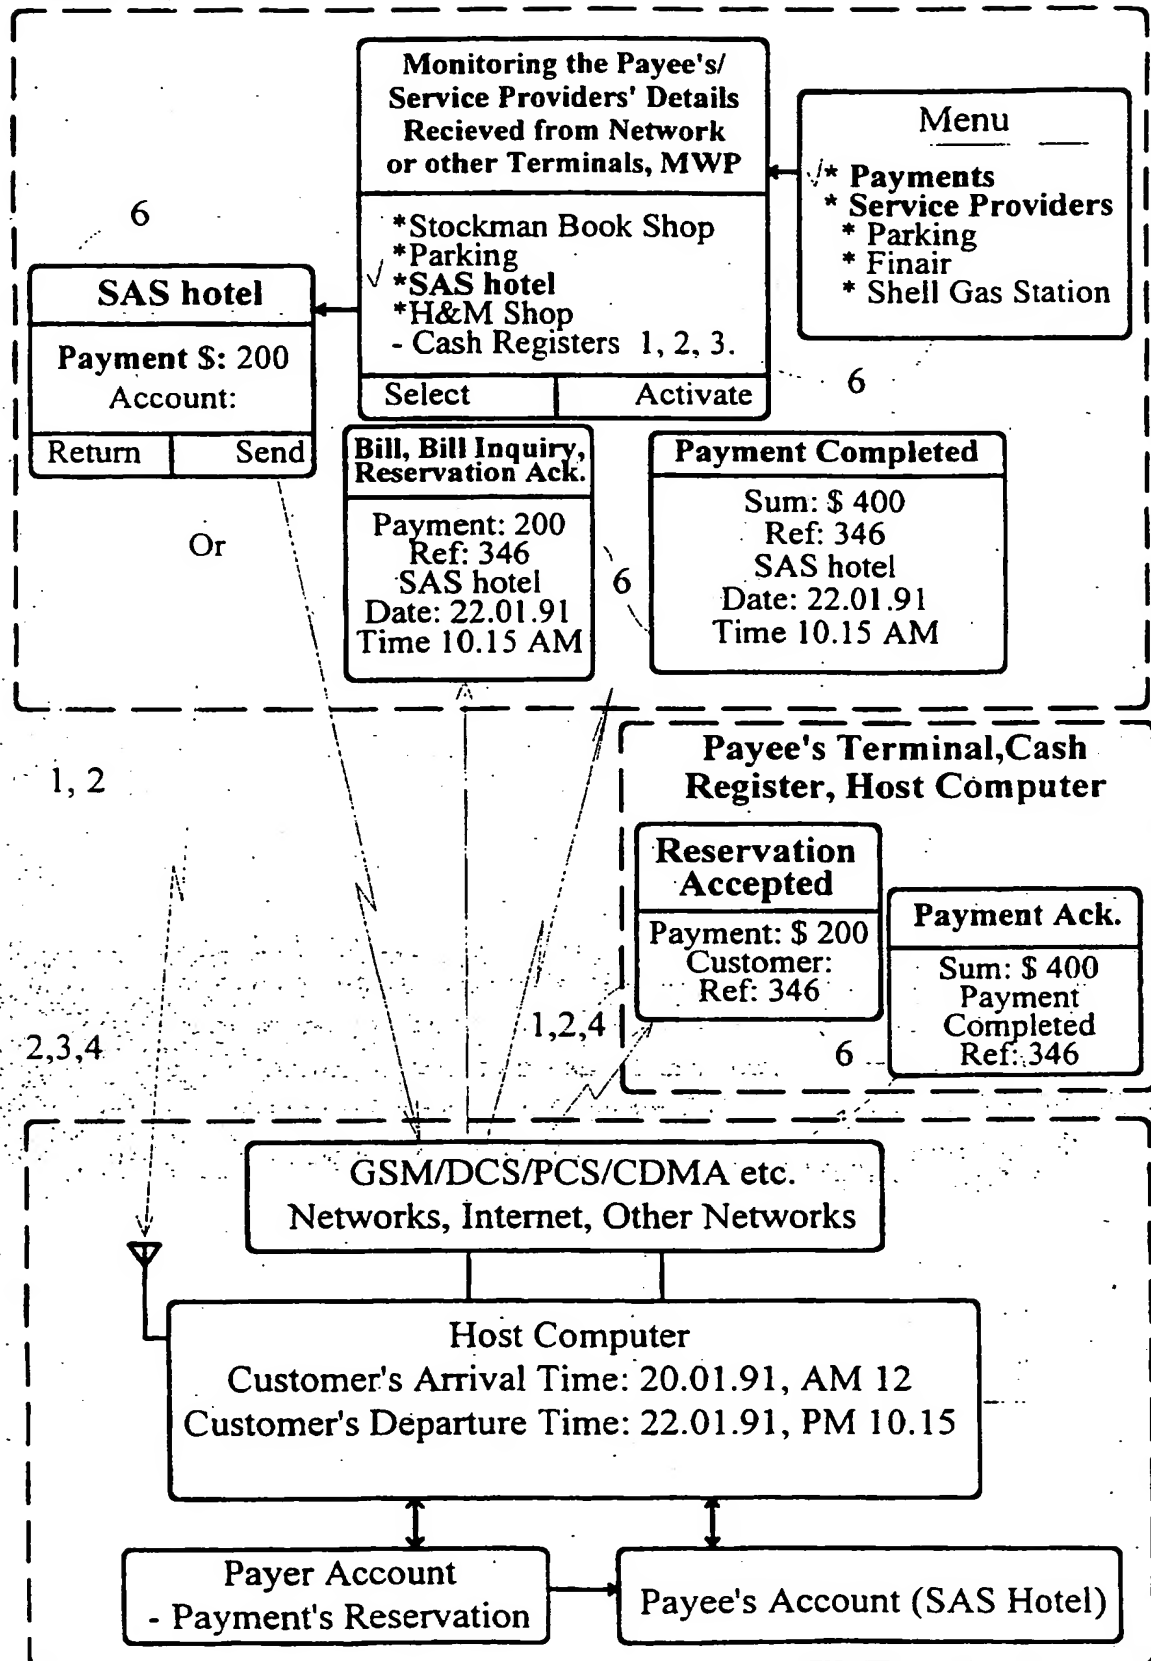 Monitoring the Payee's/
Service Providers' Details
Recieved from Network
or other Terminals, MWP
*Stockman Book Shop
*Parking
*SAS hotel
*H&M Shop
- Cash Registers 1, 2, 3.
Select Activate
Menu
* Payments
* Service Providers
* Parking
* Finair
* Shell Gas Station
6
6
SAS hotel
Payment $: 200
Account:
Return Send
Or
Bill, Bill Inquiry,
Reservation Ack.
Payment: 200
Ref: 346
SAS hotel
Date: 22.01.91
Time 10.15 AM
6
Payment Completed
Sum: $ 400
Ref: 346
SAS hotel
Date: 22.01.91
Time 10.15 AM
1, 2
Payee's Terminal,Cash
Register, Host Computer
Reservation
Accepted
Payment: $ 200
Customer:
Ref: 346
Payment Ack.
Sum: $ 400
Payment
Completed
Ref: 346
1,2,4
6
2,3,4
GSM/DCS/PCS/CDMA etc.
Networks, Internet, Other Networks
Host Computer
Customer's Arrival Time: 20.01.91, AM 12
Customer's Departure Time: 22.01.91, PM 10.15
Payer Account
- Payment's Reservation
Payee's Account (SAS Hotel)